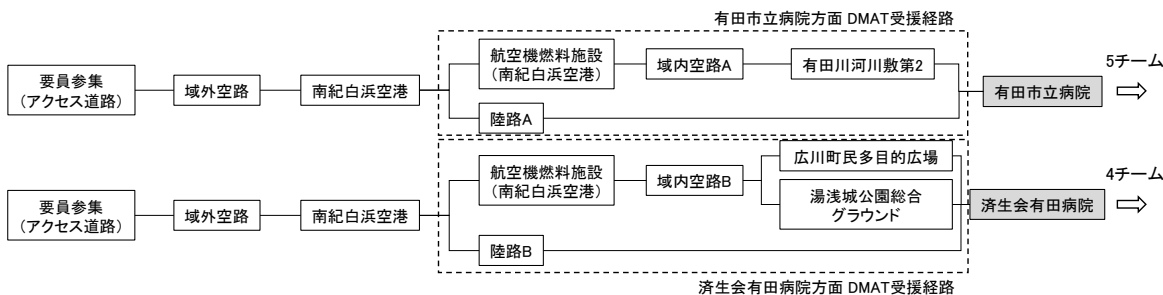 有田市立病院方面 DMAT受援経路
要員参集
(アクセス道路)
域外空路
南紀白浜空港
航空機燃料施設
(南紀白浜空港)
域内空路A
有田川河川敷第2
陸路A
有田市立病院
5チーム
要員参集
(アクセス道路)
域外空路
南紀白浜空港
航空機燃料施設
(南紀白浜空港)
域内空路B
広川町民多目的広場
湯浅城公園総合
グラウンド
陸路B
済生会有田病院
4チーム
済生会有田病院方面 DMAT受援経路